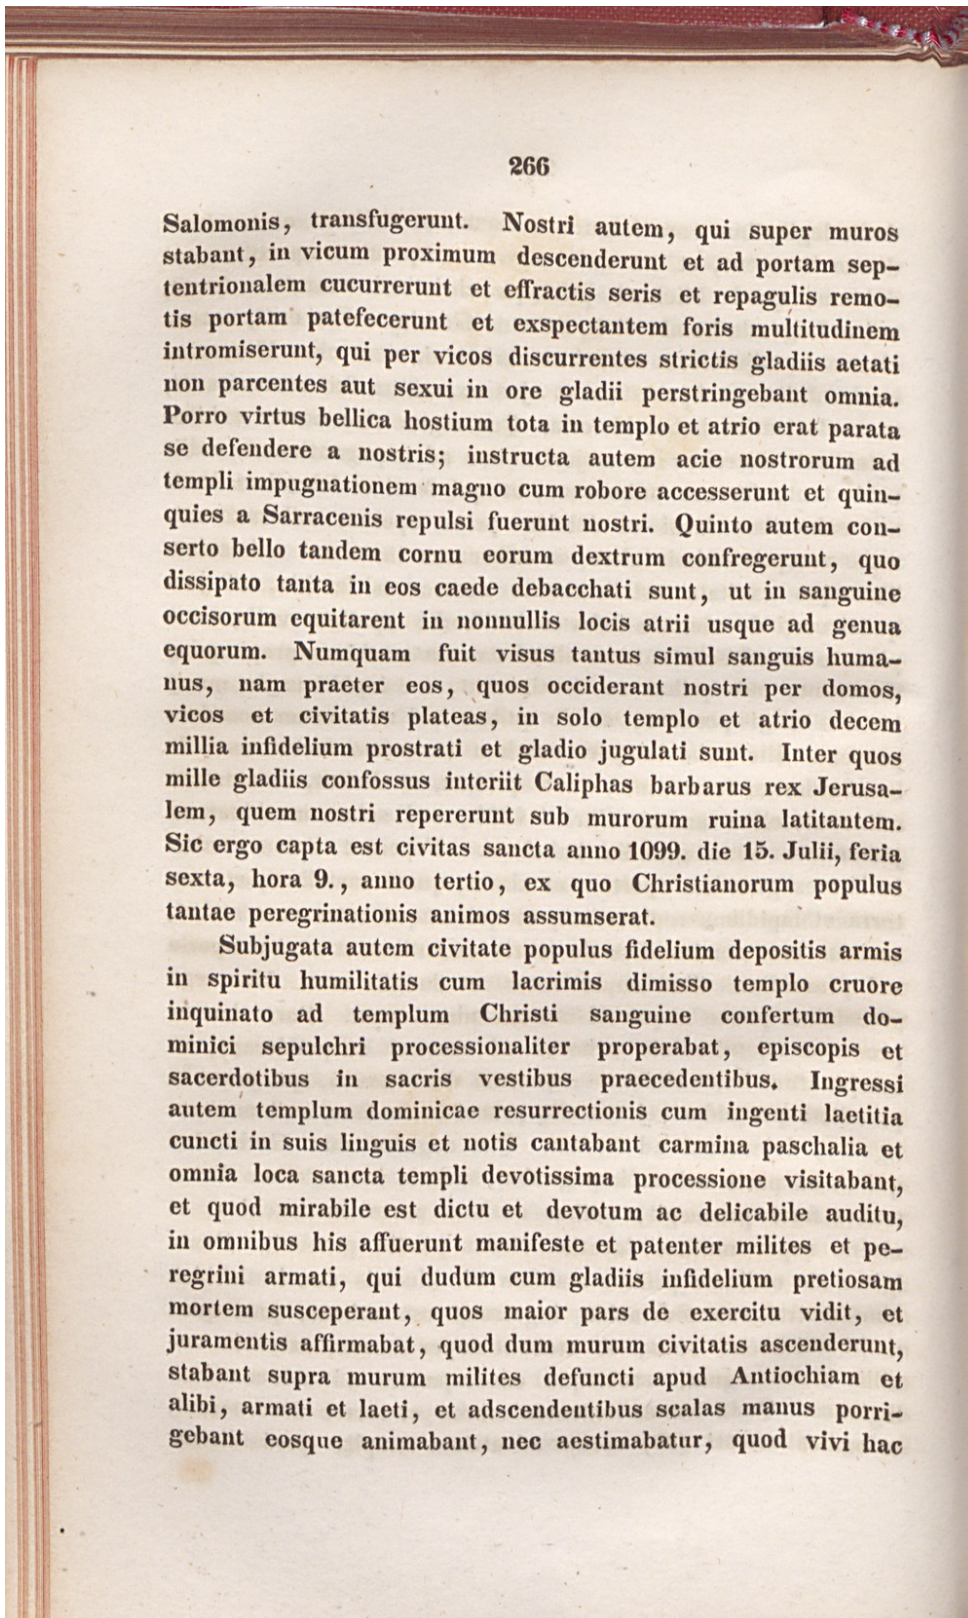 266
Salomonis, transfugerunt. Nostri autem, qui super muros
stabant, in vicum proximum descenderunt et ad portam sep-
tentrionalem cucurrerunt et effractis seris et repagulis remo-
tis portam patefecerunt et exspectantem foris multitudinem
intromiserunt, qui per vicos discurrentes strictis gladiis aetati
non parcentes aut sexui in ore gladii perstringebant omnia.
Porro virtus bellica hostium tota in templo et atrio erat parata
se defendere a nostris; instructa autem acie nostrorum ad
templi impugnationem magno cum robore accesserunt et quin-
quies a Sarracenis repulsi fuerunt nostri. Quinto autem con-
serto bello tandem cornu eorum dextrum confregerunt, quo
dissipato tanta in eos caede debacchati sunt, ut in sanguine
occisorum equitarent in nonnullis locis atrii usque ad genua
equorum. Numquam fuit visus tantus simul sanguis huma-
nus, nam praeter eos, quos occiderant nostri per domos,
vicos et civitatis plateas, in solo templo et atrio decem
millia infidelium prostrati et gladio jugulati sunt. Inter quos
mille gladiis confossus interiit Caliphas barbarus rex Jerusa-
lem, quem nostri repererunt sub murorum ruina latitantem.
Sic ergo capta est civitas sancta anno 1099. die 15. Julii, feria
sexta, hora 9., anno tertio, ex quo Christianorum populus
tantae peregrinationis animos assumserat.
Subjugata autem civitate populus fidelium depositis armis
in spiritu humilitatis cum lacrimis dimisso templo cruore
inquinato ad templum Christi sanguine confertum do-
minici sepulchri processionaliter properabat, episcopis et
sacerdotibus in sacris vestibus praecedentibus. Ingressi
autem templum dominicae resurrectionis cum ingenti laetitia
cuncti in suis linguis et notis cantabant carmina paschalia et
omnia loca sancta templi devotissima processione visitabant,
et quod mirabile est dictu et devotum ac delicabile auditu,
in omnibus his affuerunt manifeste et patenter milites et pe-
regrini armati, qui dudum cum gladiis infidelium pretiosam
mortem susceperant, quos maior pars de exercitu vidit, et
juramentis affirmabat, quod dum murum civitatis ascenderunt,
stabant supra murum milites defuncti apud Antiochiam et
alibi, armati et laeti, et adscendentibus scalas manus porri-
gebant eosque animabant, nec aestimabatur, quod vivi hac